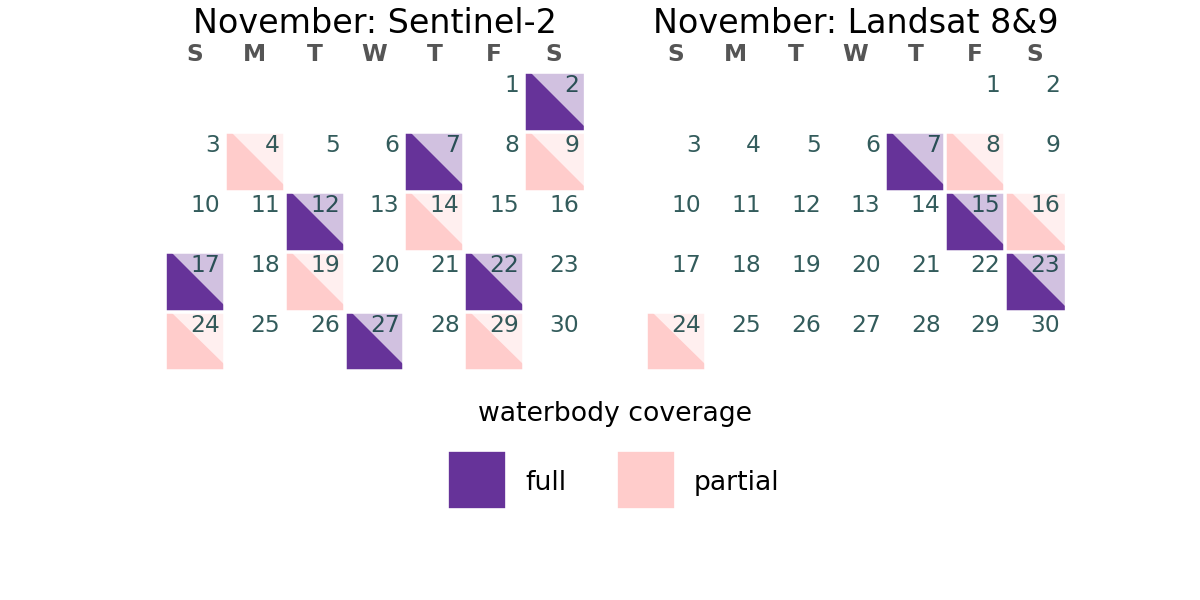 November: Sentinel-2
S M T W T F S
1 2
3 4 5 6 7 8 9
10 11 12 13 14 15 16
17 18 19 20 21 22 23
24 25 26 27 28 29 30
November: Landsat 8&9
S M T W T F S
1 2
3 4 5 6 7 8 9
10 11 12 13 14 15 16
17 18 19 20 21 22 23
24 25 26 27 28 29 30
waterbody coverage
full
partial